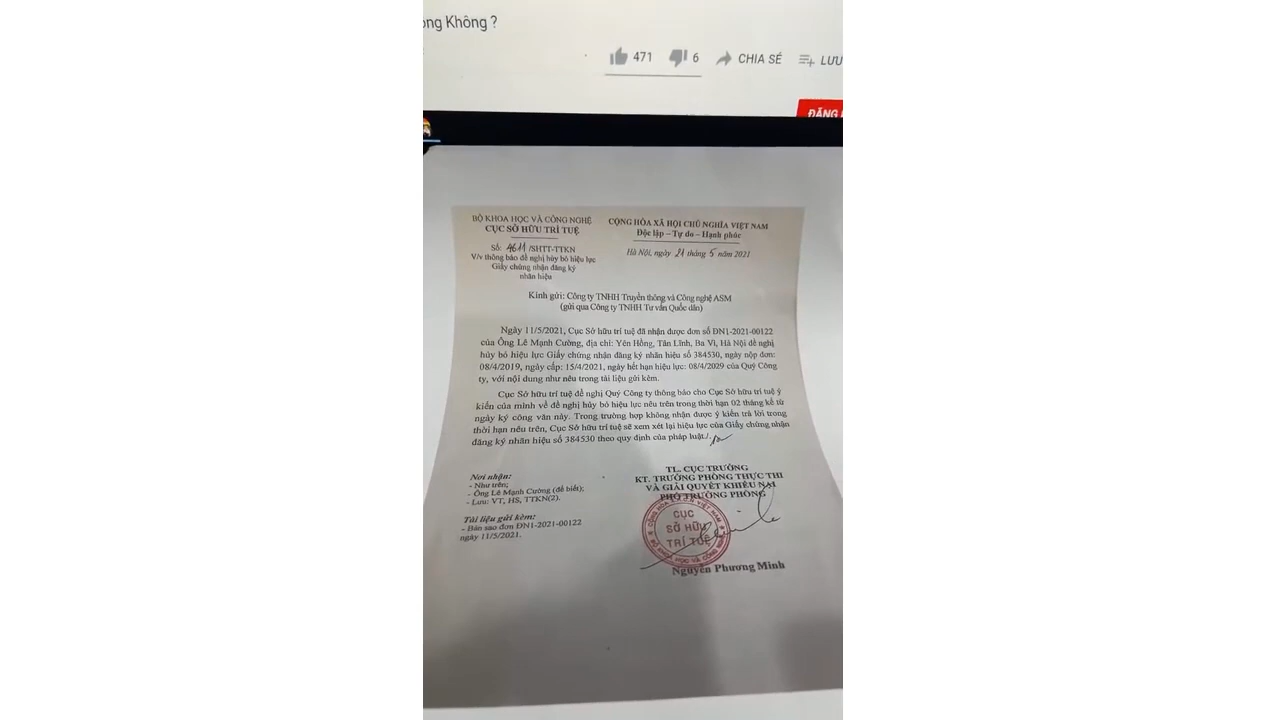 ong Không ?
471 6 CHIA SẺ LƯU
ĐĂNG
BỘ KHOA HỌC VÀ CÔNG NGHỆ
CỤC SỞ HỮU TRÍ TUỆ
CỘNG HÒA XÃ HỘI CHỦ NGHĨA VIỆT NAM
Độc lập – Tự do – Hạnh phúc
Số: 4611/SHTT-TTKN
V/v thông báo đề nghị hủy bỏ hiệu lực
Giấy chứng nhận đăng ký
nhãn hiệu
Hà Nội, ngày 21 tháng 5 năm 2021
Kính gửi: Công ty TNHH Truyền thông và Công nghệ ASM
(gửi qua Công ty TNHH Tư vấn Quốc dân)
Ngày 11/5/2021, Cục Sở hữu trí tuệ đã nhận được đơn số ĐN1-2021-00122
của Ông Lê Mạnh Cường, địa chỉ: Yên Hồng, Tản Lĩnh, Ba Vì, Hà Nội đề nghị
hủy bỏ hiệu lực Giấy chứng nhận đăng ký nhãn hiệu số 384530, ngày nộp đơn:
08/4/2019, ngày cấp: 15/4/2021, ngày hết hạn hiệu lực: 08/4/2029 của Quý Công
ty, với nội dung như nêu trong tài liệu gửi kèm.
Cục Sở hữu trí tuệ đề nghị Quý Công ty thông báo cho Cục Sở hữu trí tuệ ý
kiến của mình về đề nghị hủy bỏ hiệu lực nêu trên trong thời hạn 02 tháng kể từ
ngày ký công văn này. Trong trường hợp không nhận được ý kiến trả lời trong
thời hạn nêu trên, Cục Sở hữu trí tuệ sẽ xem xét lại hiệu lực của Giấy chứng nhận
đăng ký nhãn hiệu số 384530 theo quy định của pháp luật./.
Nơi nhận:
- Như trên;
- Ông Lê Mạnh Cường (để biết);
- Lưu: VT, HS, TTKN(2).
Tài liệu gửi kèm:
- Bản sao đơn ĐN1-2021-00122
ngày 11/5/2021.
TL. CỤC TRƯỞNG
KT. TRƯỞNG PHÒNG THỰC THI
VÀ GIẢI QUYẾT KHIẾU NẠI
PHÓ TRƯỞNG PHÒNG
CỤC
SỞ HỮU
TRÍ TUỆ
Nguyễn Phương Minh